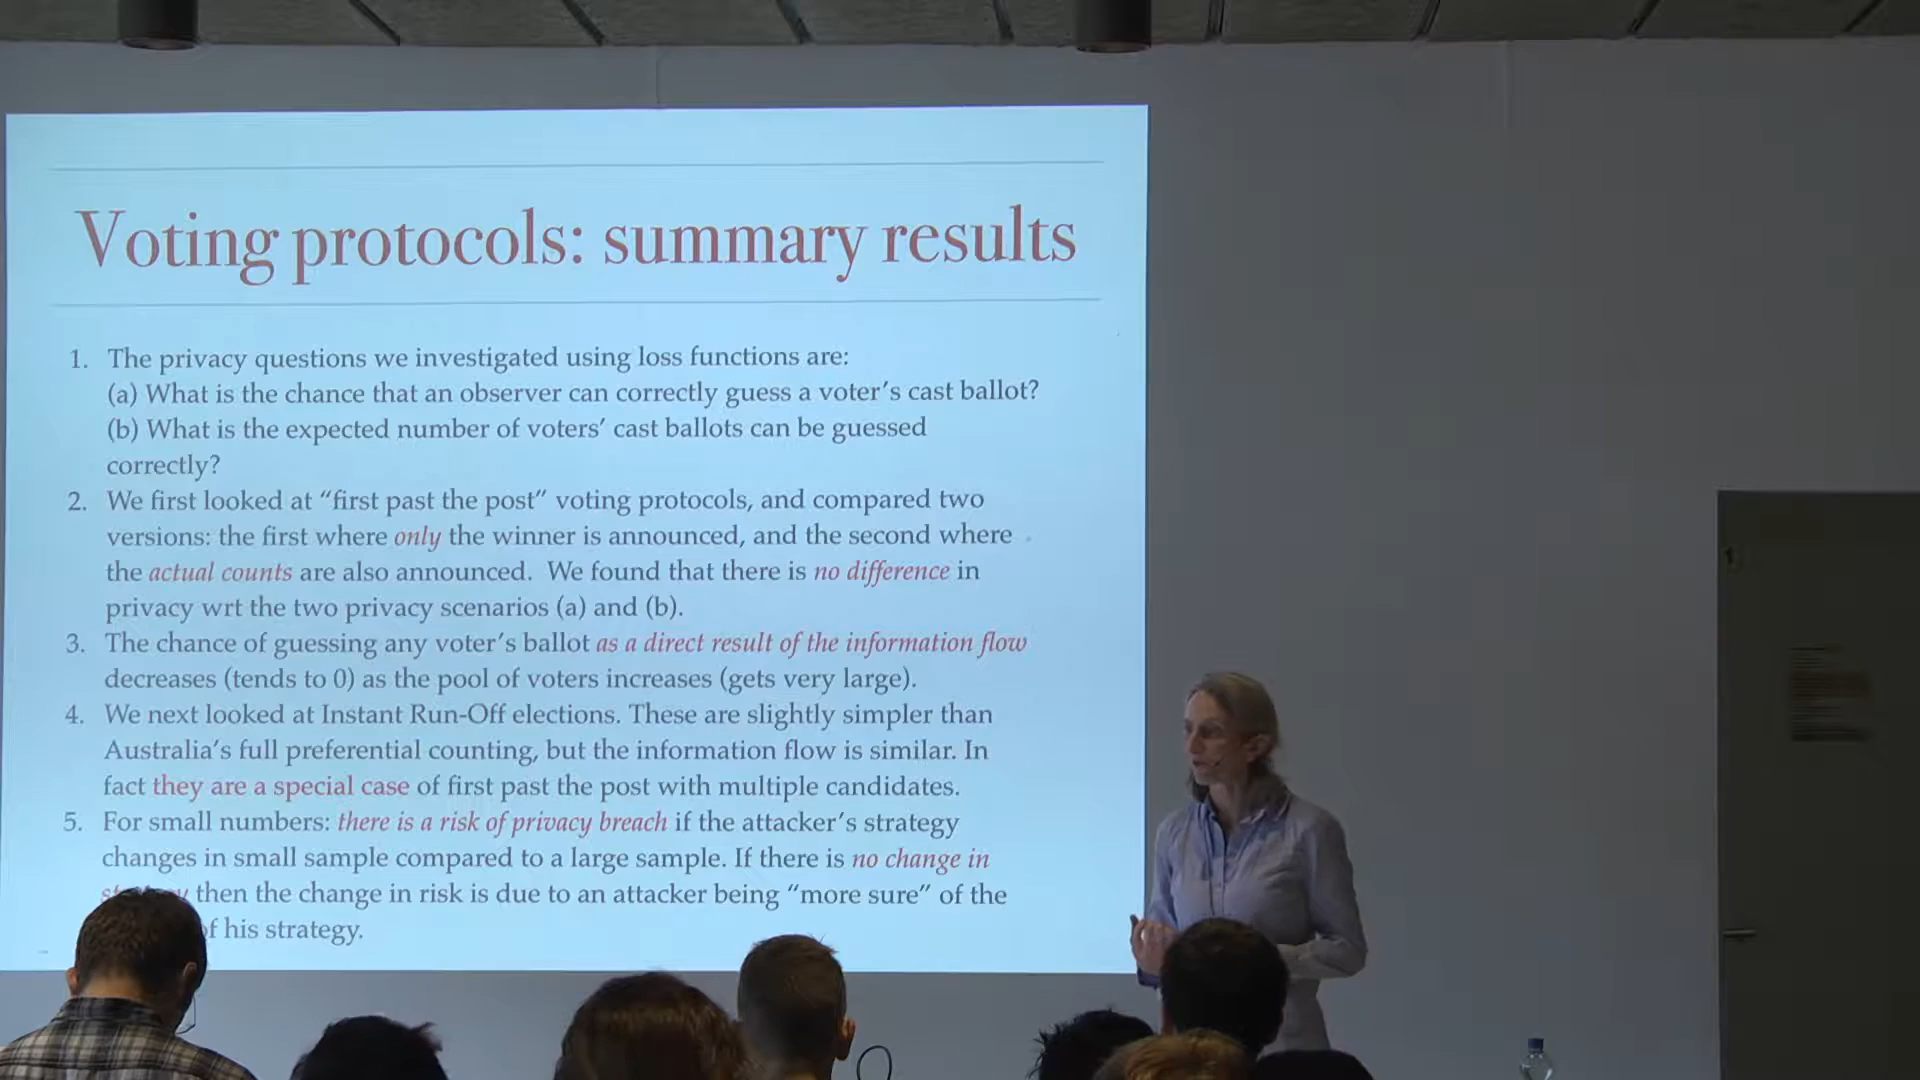 Voting protocols: summary results
1. The privacy questions we investigated using loss functions are:
(a) What is the chance that an observer can correctly guess a voter's cast ballot?
(b) What is the expected number of voters' cast ballots can be guessed
correctly?
2. We first looked at "first past the post" voting protocols, and compared two
versions: the first where only the winner is announced, and the second where
the actual counts are also announced. We found that there is no difference in
privacy wrt the two privacy scenarios (a) and (b).
3. The chance of guessing any voter's ballot as a direct result of the information flow
decreases (tends to 0) as the pool of voters increases (gets very large).
4. We next looked at Instant Run-Off elections. These are slightly simpler than
Australia's full preferential counting, but the information flow is similar. In
fact they are a special case of first past the post with multiple candidates.
5. For small numbers: there is a risk of privacy breach if the attacker's strategy
changes in small sample compared to a large sample. If there is no change in
then the change in risk is due to an attacker being "more sure" of the
his strategy.